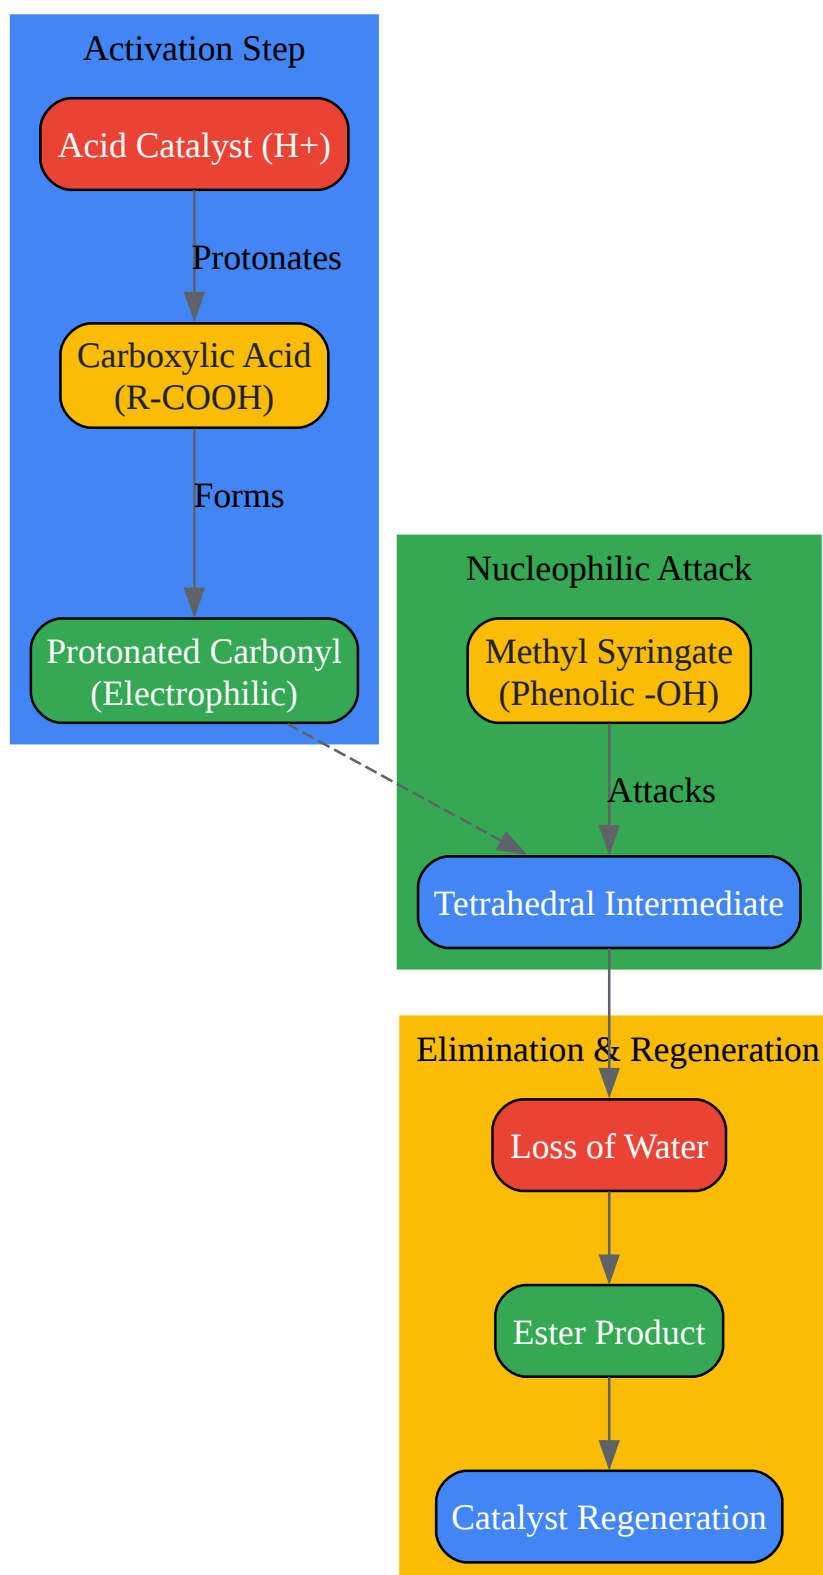 Activation Step
Acid Catalyst (H+)
Protonates
Carboxylic Acid
(R-COOH)
Forms
Protonated Carbonyl
(Electrophilic)
Nucleophilic Attack
Methyl Syringate
(Phenolic -OH)
Attacks
Tetrahedral Intermediate
Elimination & Regeneration
Loss of Water
Ester Product
Catalyst Regeneration